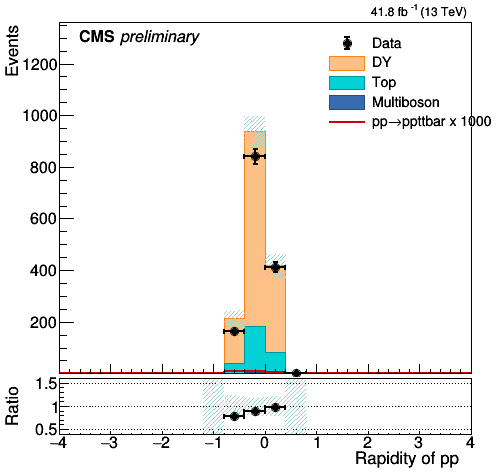 41.8 fb⁻¹ (13 TeV)
CMS preliminary
Events
Data
DY
Top
Multiboson
pp→ppttbar x 1000
1200
1000
800
600
400
200
Ratio
1.5
1
0.5
−4 −3 −2 −1 0 1 2 3 4
Rapidity of pp